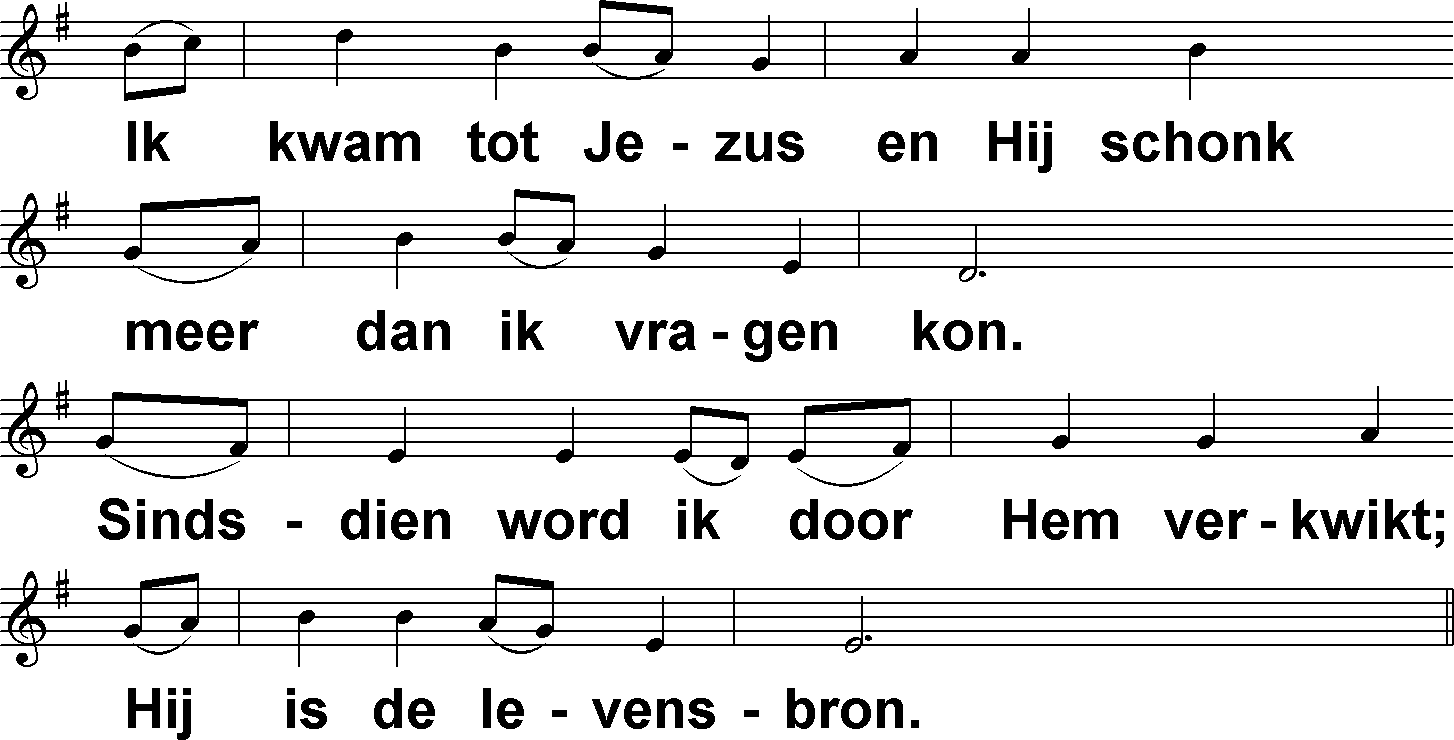 Ik kwam tot Je - zus en Hij schonk
meer dan ik vra - gen kon.
Sinds - dien word ik door Hem ver - kwikt;
Hij is de le - vens - bron.